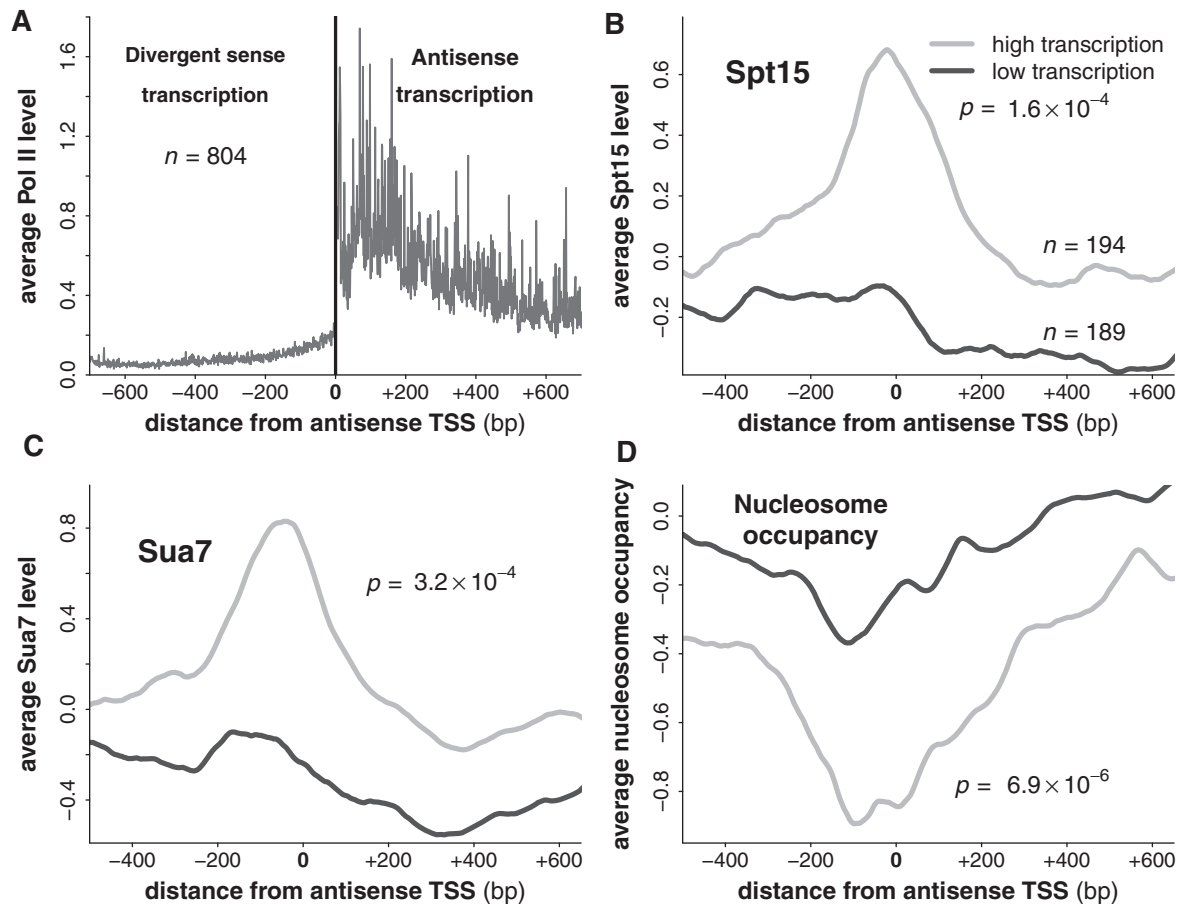 A
Divergent sense
transcription
n = 804
Antisense
transcription
average Pol II level
0.0
0.4
0.8
1.2
1.6
−600
−400
−200
0
+200
+400
+600
distance from antisense TSS (bp)
B
Spt15
high transcription
low transcription
p = 1.6×10⁻⁴
n = 194
n = 189
average Spt15 level
−0.2
0.0
0.2
0.4
0.6
−400
−200
0
+200
+400
+600
distance from antisense TSS (bp)
C
Sua7
p = 3.2×10⁻⁴
average Sua7 level
−0.4
0.0
0.4
0.8
−400
−200
0
+200
+400
+600
distance from antisense TSS (bp)
D
Nucleosome
occupancy
p = 6.9×10⁻⁶
average nucleosome occupancy
−0.8
−0.6
−0.4
−0.2
0.0
−400
−200
0
+200
+400
+600
distance from antisense TSS (bp)